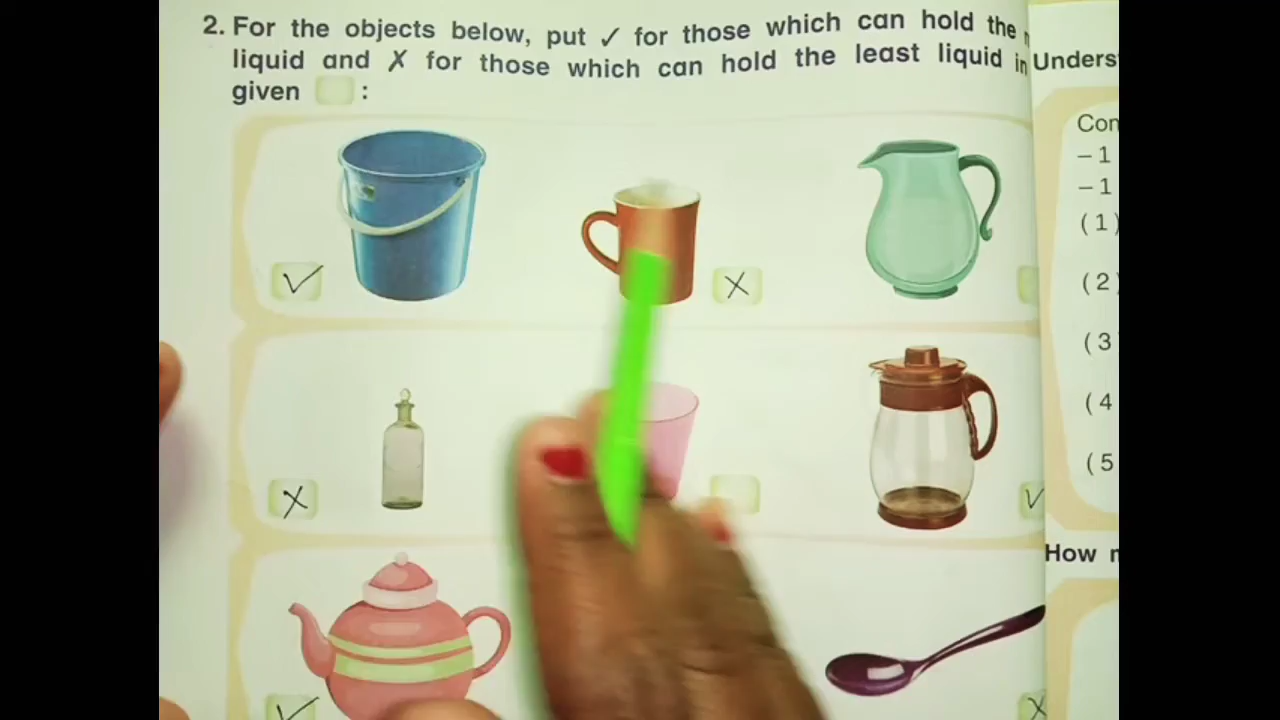 2. For the objects below, put ✓ for those which can hold the
liquid and ✗ for those which can hold the least liquid in
given :
✓
✗
✗
✓
✓
✗
Con
– 1
– 1
(1)
(2
(3
(4
(5
How